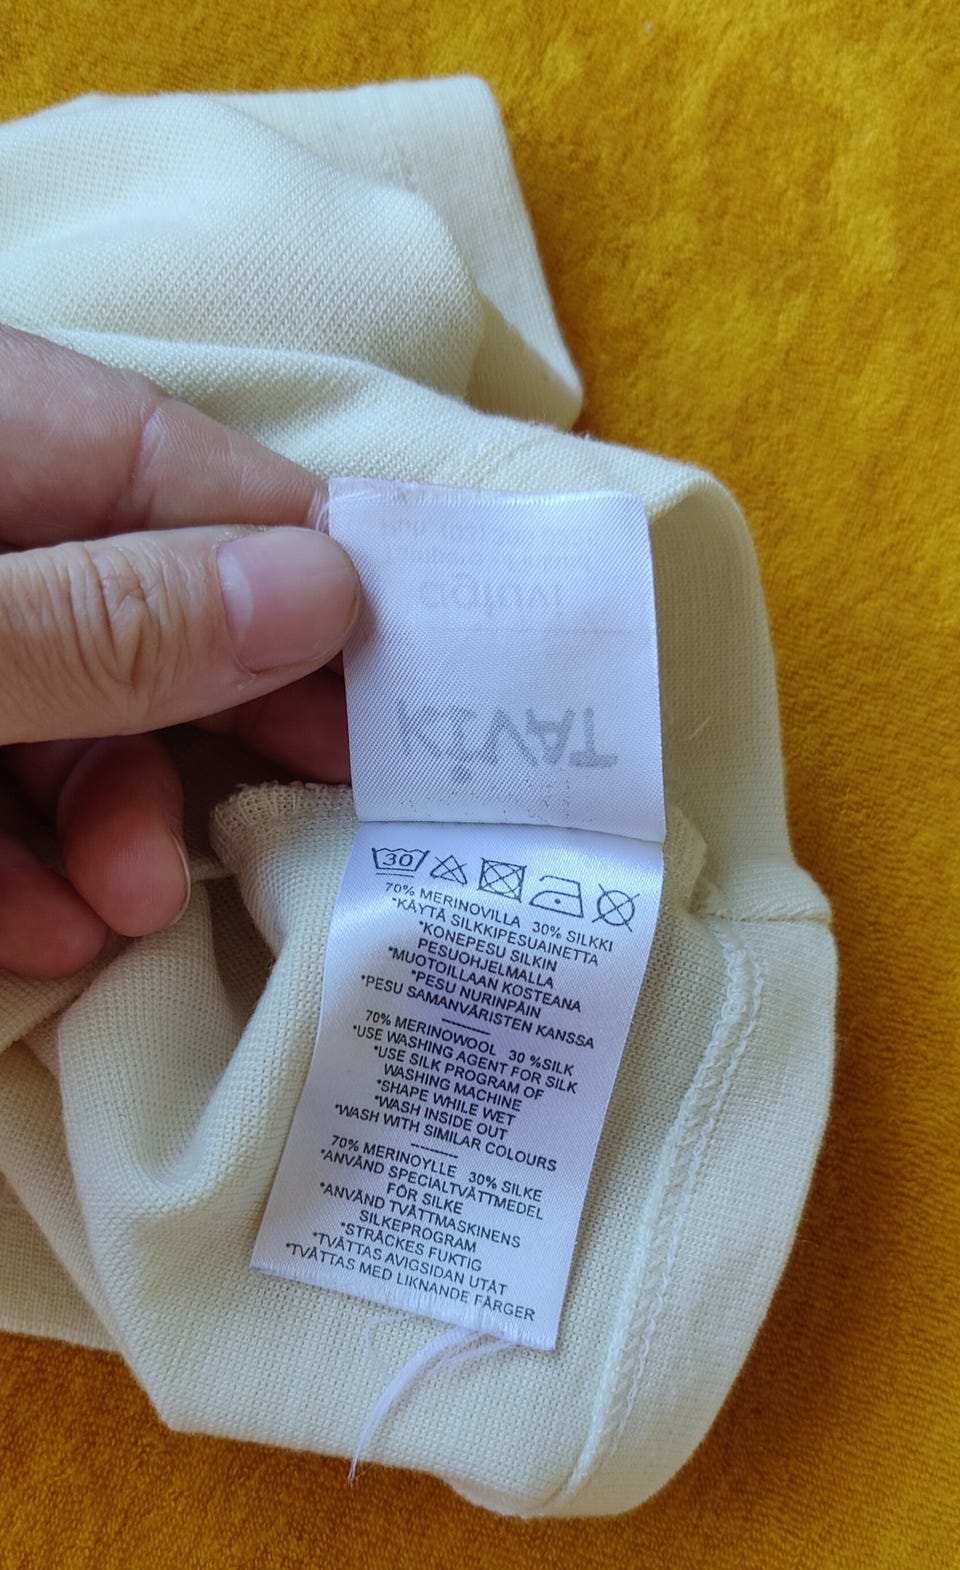 TAVIK
30
70% MERINOVILLA 30% SILKKI
*KÄYTÄ SILKKIPESUAINETTA
*KONEPESU SILKIN
PESUOHJELMALLA
*MUOTOILLAAN KOSTEANA
*PESU NURINPÄIN
*PESU SAMANVÄRISTEN KANSSA
70% MERINOWOOL 30 %SILK
*USE WASHING AGENT FOR SILK
*USE SILK PROGRAM OF
WASHING MACHINE
*SHAPE WHILE WET
*WASH INSIDE OUT
*WASH WITH SIMILAR COLOURS
70% MERINOYLLE 30% SILKE
*ANVÄND SPECIALTVÄTTMEDEL
FÖR SILKE
*ANVÄND TVÄTTMASKINENS
SILKEPROGRAM
*STRÄCKES FUKTIG
*TVÄTTAS AVIGSIDAN UTÅT
*TVÄTTAS MED LIKNANDE FÄRGER